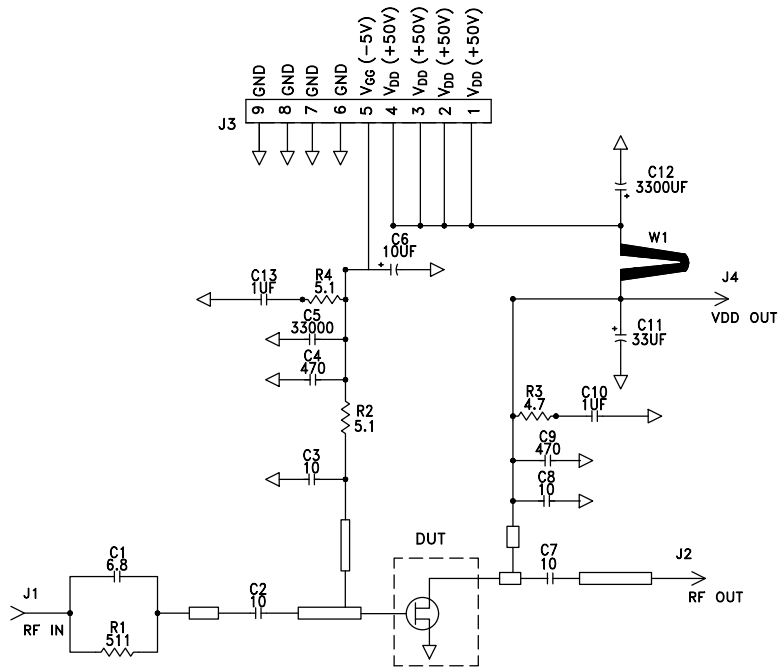 GND
GND
GND
GND
VGG (-5V)
VDD (+50V)
VDD (+50V)
VDD (+50V)
VDD (+50V)
9
8
7
6
5
4
3
2
1
J3
C12
3300UF
+
W1
C6
10UF
+
J4
VDD OUT
C13
1UF
R4
5.1
C5
33000
C4
470
+
C11
33UF
R2
5.1
R3
4.7
C10
1UF
C9
470
C3
10
C8
10
DUT
C7
10
J2
RF OUT
C1
6.8
J1
RF IN
C2
10
R1
511